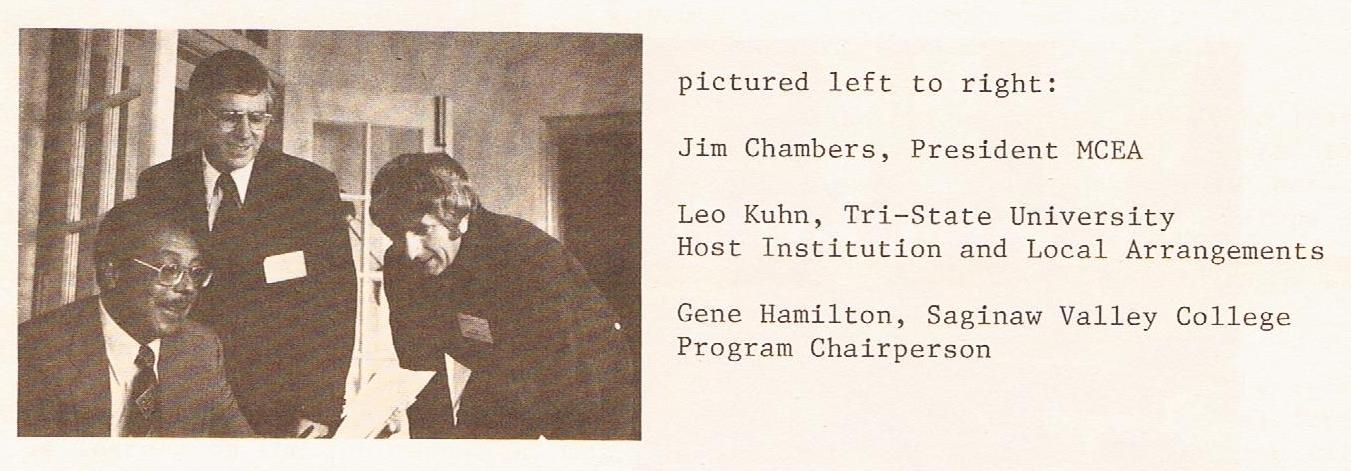 pictured left to right:
Jim Chambers, President MCEA
Leo Kuhn, Tri-State University
Host Institution and Local Arrangements
Gene Hamilton, Saginaw Valley College
Program Chairperson